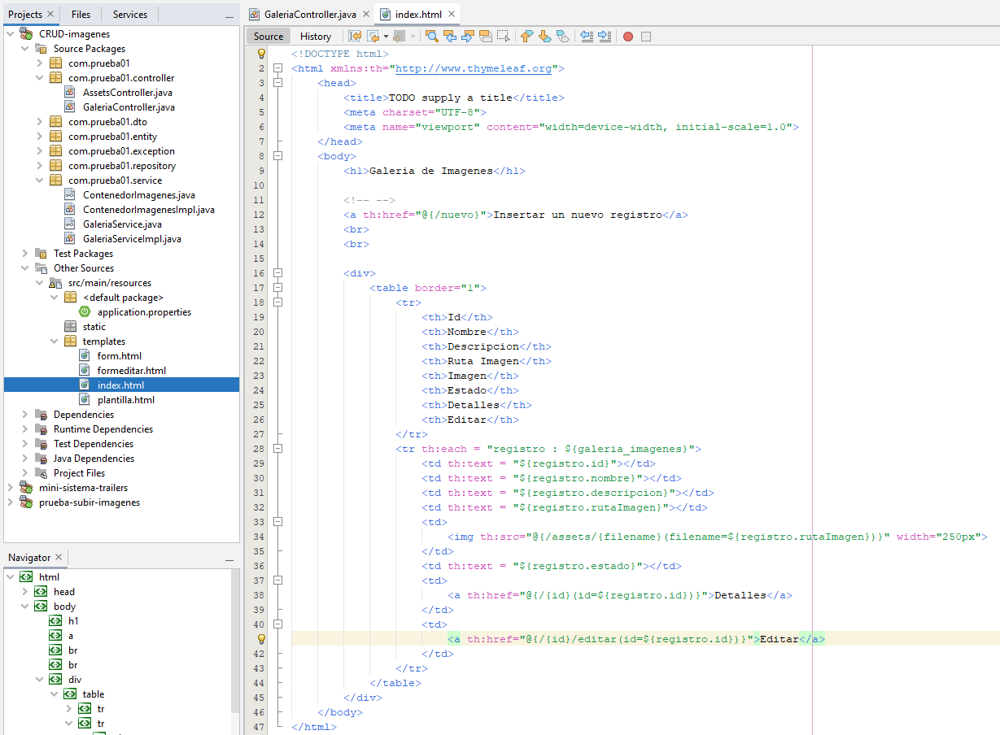 Projects
Files
Services
CRUD-imagenes
Source Packages
com.prueba01
com.prueba01.controller
AssetsController.java
GaleriaController.java
com.prueba01.dto
com.prueba01.entity
com.prueba01.exception
com.prueba01.repository
com.prueba01.service
ContenedorImagenes.java
ContenedorImagenesImpl.java
GaleriaService.java
GaleriaServiceImpl.java
Test Packages
Other Sources
src/main/resources
<default package>
application.properties
static
templates
form.html
formeditar.html
index.html
plantilla.html
Dependencies
Runtime Dependencies
Test Dependencies
Java Dependencies
Project Files
mini-sistema-trailers
prueba-subir-imagenes
Navigator
html
head
body
h1
a
br
br
div
table
tr
tr
GaleriaController.java
index.html
Source
History
<!DOCTYPE html>
2 <html xmlns:th="http://www.thymeleaf.org">
3 <head>
4 <title>TODO supply a title</title>
5 <meta charset="UTF-8">
6 <meta name="viewport" content="width=device-width, initial-scale=1.0">
7 </head>
8 <body>
9 <h1>Galeria de Imagenes</h1>
10
11 <!-- -->
12 <a th:href="@{/nuevo}">Insertar un nuevo registro</a>
13 <br>
14 <br>
15
16 <div>
17 <table border="1">
18 <tr>
19 <th>Id</th>
20 <th>Nombre</th>
21 <th>Descripcion</th>
22 <th>Ruta Imagen</th>
23 <th>Imagen</th>
24 <th>Estado</th>
25 <th>Detalles</th>
26 <th>Editar</th>
27 </tr>
28 <tr th:each = "registro : ${galeria_imagenes}">
29 <td th:text = "${registro.id}"></td>
30 <td th:text = "${registro.nombre}"></td>
31 <td th:text = "${registro.descripcion}"></td>
32 <td th:text = "${registro.rutaImagen}"></td>
33 <td>
34 <img th:src="@{/assets/{filename}(filename=${registro.rutaImagen})}" width="250px">
35 </td>
36 <td th:text = "${registro.estado}"></td>
37 <td>
38 <a th:href="@{/{id}(id=${registro.id})}">Detalles</a>
39 </td>
40 <td>
<a th:href="@{/{id}/editar(id=${registro.id})}">Editar</a>
42 </td>
43 </tr>
44 </table>
45 </div>
46 </body>
47 </html>